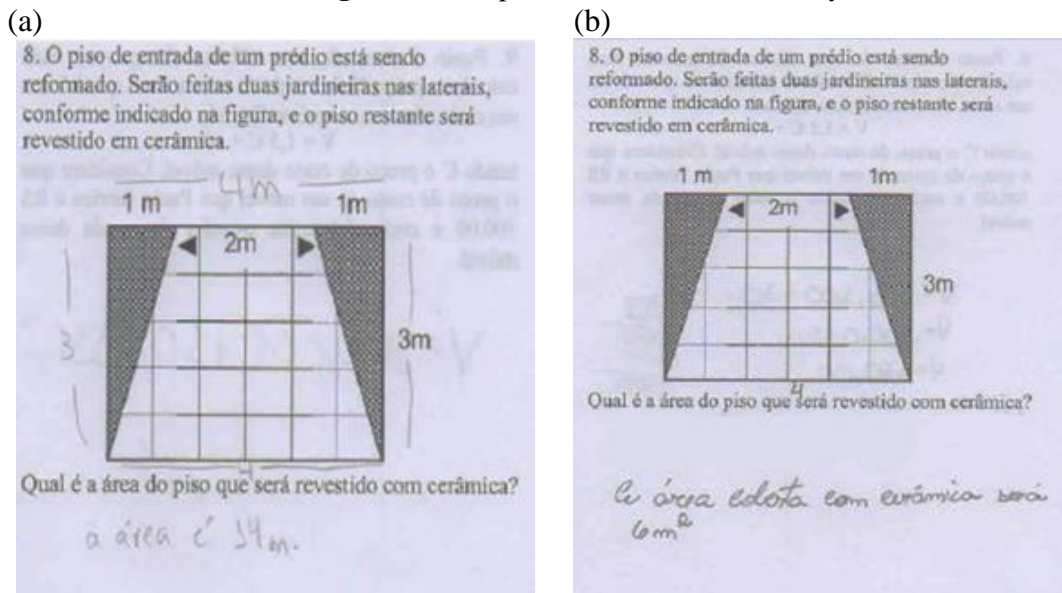 (a)
8. O piso de entrada de um prédio está sendo
reformado. Serão feitas duas jardineiras nas laterais,
conforme indicado na figura, e o piso restante será
revestido em cerâmica.
4m
1 m 1m
2m
3
3m
4
Qual é a área do piso que será revestido com cerâmica?
a área é 14m.
(b)
8. O piso de entrada de um prédio está sendo
reformado. Serão feitas duas jardineiras nas laterais,
conforme indicado na figura, e o piso restante será
revestido em cerâmica.
1 m 1m
2m
3m
4
Qual é a área do piso que será revestido com cerâmica?
área com cerâmica será
6m²